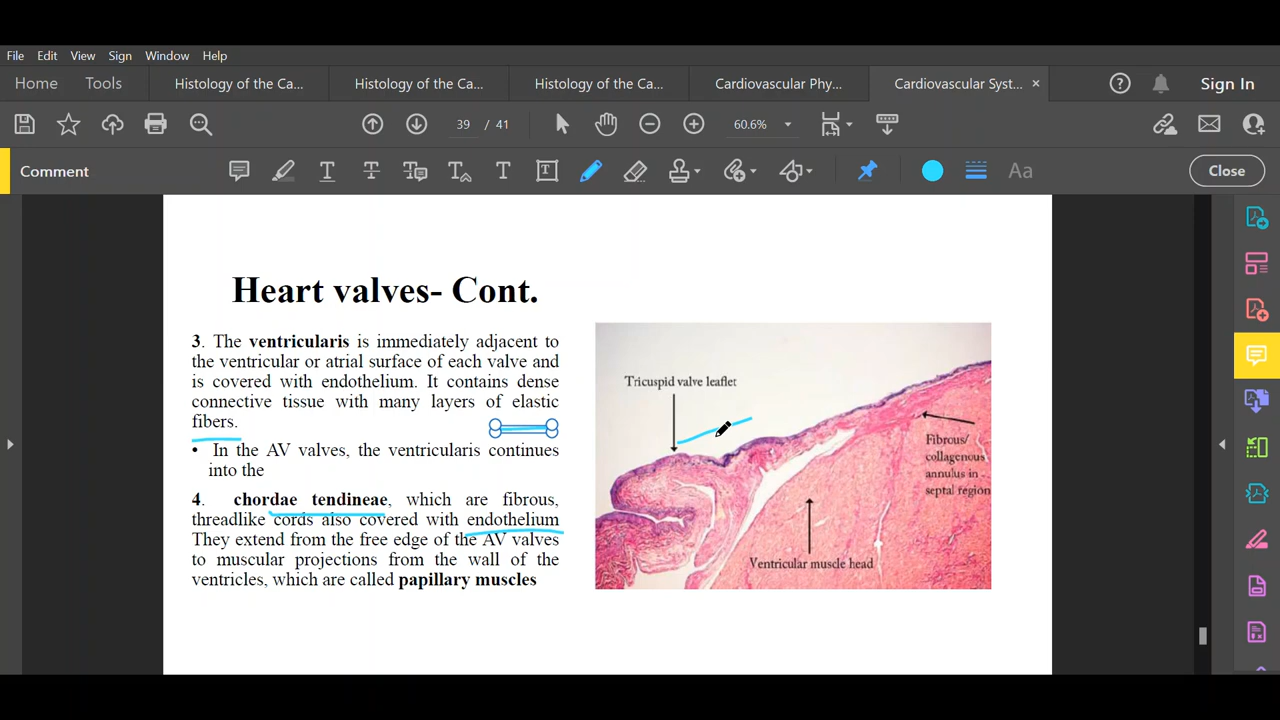 File Edit View Sign Window Help
Home Tools Histology of the Ca... Histology of the Ca... Histology of the Ca... Cardiovascular Phy... Cardiovascular Syst... × Sign In
39 / 41 60.6%
Comment Aa Close
Heart valves- Cont.
3. The ventricularis is immediately adjacent to
the ventricular or atrial surface of each valve and
is covered with endothelium. It contains dense
connective tissue with many layers of elastic
fibers.
• In the AV valves, the ventricularis continues
into the
4. chordae tendineae, which are fibrous,
threadlike cords also covered with endothelium
They extend from the free edge of the AV valves
to muscular projections from the wall of the
ventricles, which are called papillary muscles
Tricuspid valve leaflet
Fibrous/
collagenous
annulus in
septal region
Ventricular muscle head